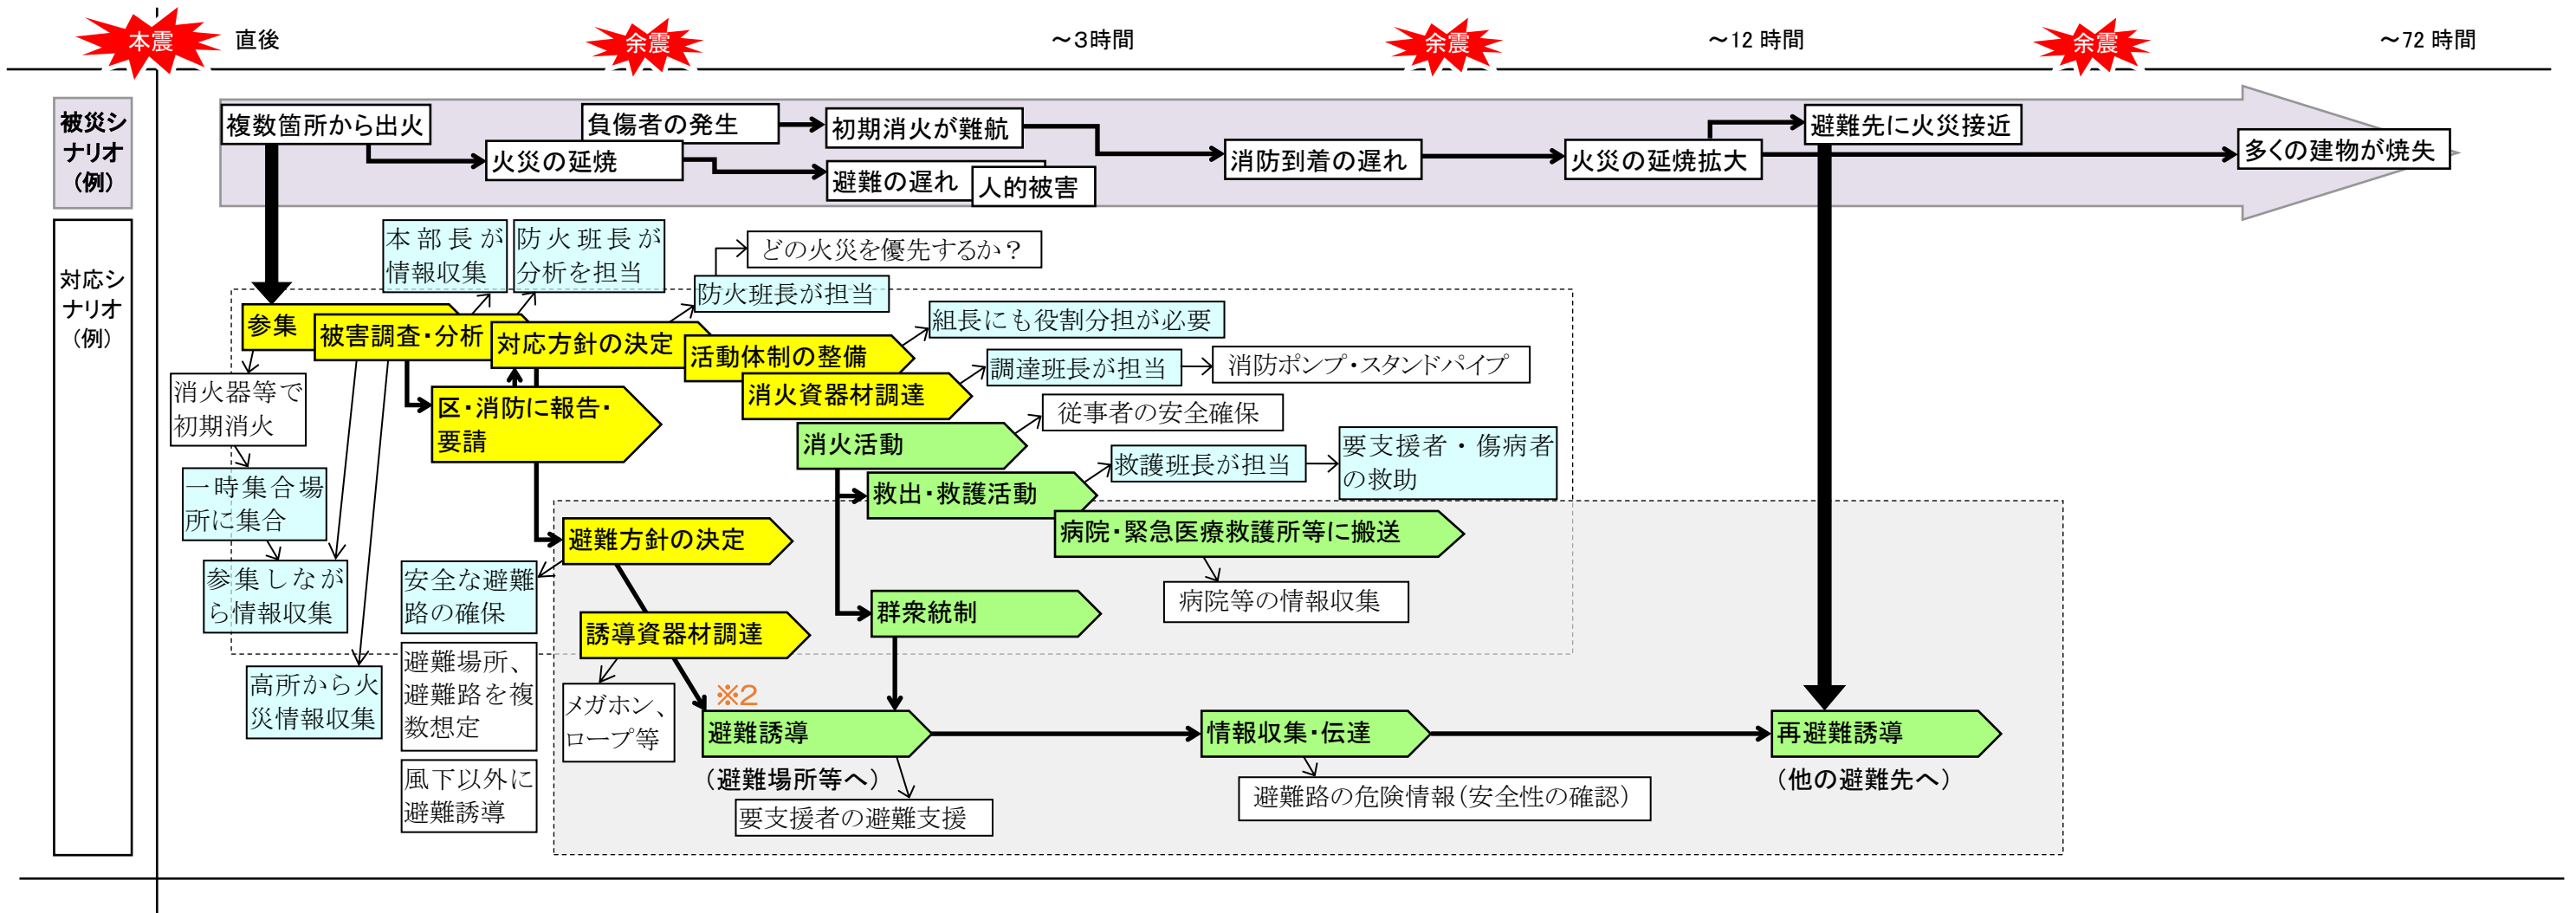 本震
直後
余震
～3時間
余震
～12 時間
余震
～72 時間
被災シ
ナリオ
（例）
複数箇所から出火
負傷者の発生
初期消火が難航
火災の延焼
避難の遅れ
人的被害
消防到着の遅れ
火災の延焼拡大
避難先に火災接近
多くの建物が焼失
対応シ
ナリオ
（例）
本部長が
情報収集
防火班長が
分析を担当
どの火災を優先するか？
防火班長が担当
組長にも役割分担が必要
参集
被害調査・分析
対応方針の決定
活動体制の整備
調達班長が担当
消防ポンプ・スタンドパイプ
消火資器材調達
消火器等で
初期消火
区・消防に報告・
要請
従事者の安全確保
消火活動
救護班長が担当
要支援者・傷病者
の救助
一時集合場
所に集合
救出・救護活動
病院・緊急医療救護所等に搬送
避難方針の決定
参集しなが
ら情報収集
安全な避難
路の確保
病院等の情報収集
群衆統制
誘導資器材調達
高所から火
災情報収集
避難場所、
避難路を複
数想定
メガホン、
ロープ等
※2
避難誘導
（避難場所等へ）
情報収集・伝達
再避難誘導
（他の避難先へ）
風下以外に
避難誘導
要支援者の避難支援
避難路の危険情報（安全性の確認）